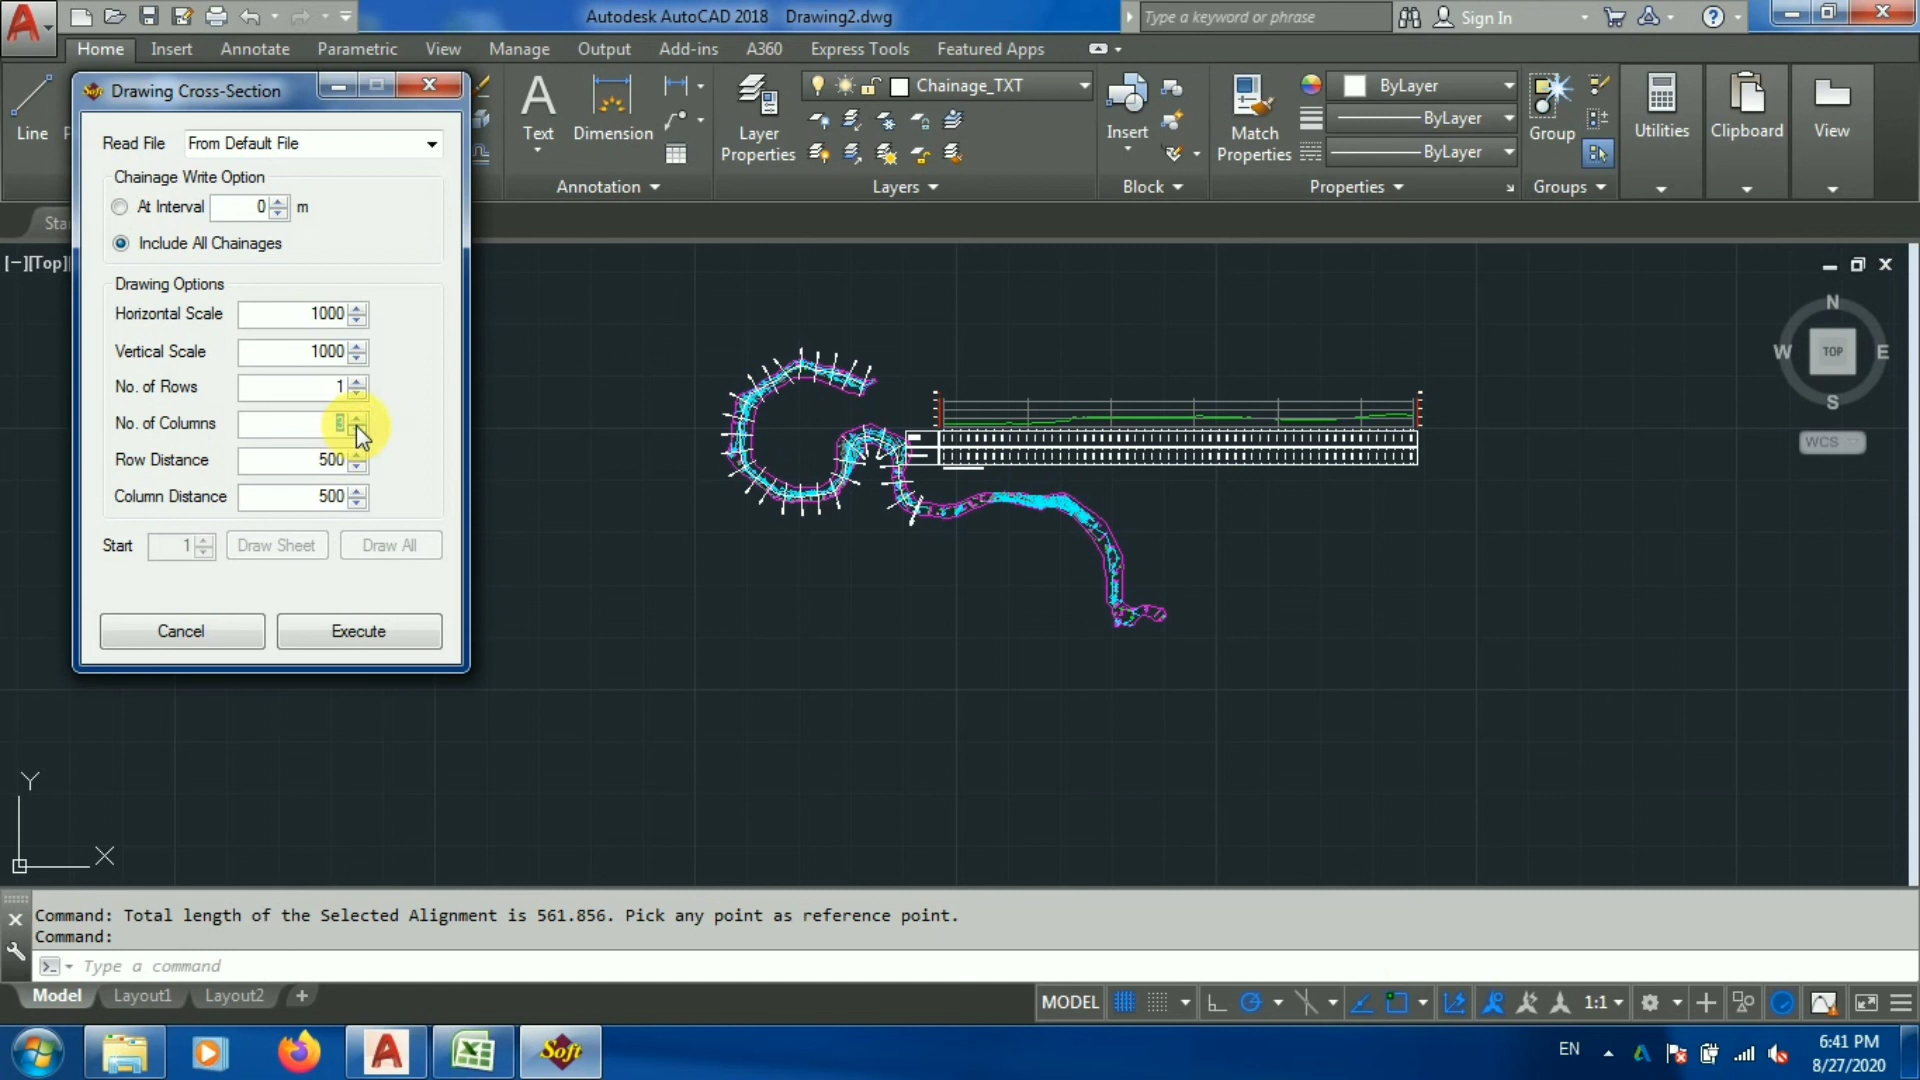 Autodesk AutoCAD 2018 Drawing2.dwg
Type a keyword or phrase
Sign In
Home Insert Annotate Parametric View Manage Output Add-ins A360 Express Tools Featured Apps
Drawing Cross-Section
Read File From Default File
Chainage Write Option
At Interval 0 m
Include All Chainages
Drawing Options
Horizontal Scale 1000
Vertical Scale 1000
No. of Rows 1
No. of Columns 3
Row Distance 500
Column Distance 500
Start 1 Draw Sheet Draw All
Cancel Execute
Line
Text
Dimension
Annotation
Layer
Properties
Chainage_TXT
Layers
Insert
Block
Match
Properties
ByLayer
ByLayer
ByLayer
Properties
Group
Groups
Utilities
Clipboard
View
Sta
[−][Top]
N
W TOP E
S
WCS
Y
X
Command: Total length of the Selected Alignment is 561.856. Pick any point as reference point.
Command:
Type a command
Model Layout1 Layout2 +
MODEL
1:1
Soft
EN
6:41 PM
8/27/2020